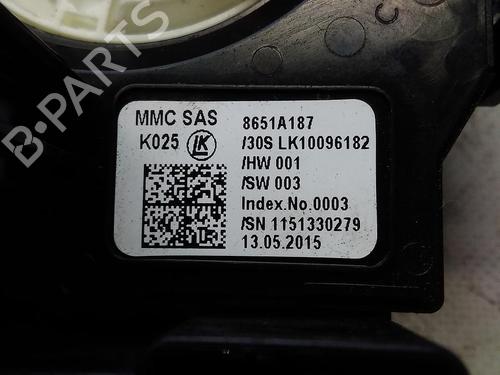 B-PARTS
MMC SAS
K025 LK
8651A187
/30S LK10096182
/HW 001
/SW 003
Index.No.0003
/SN 1151330279
13.05.2015